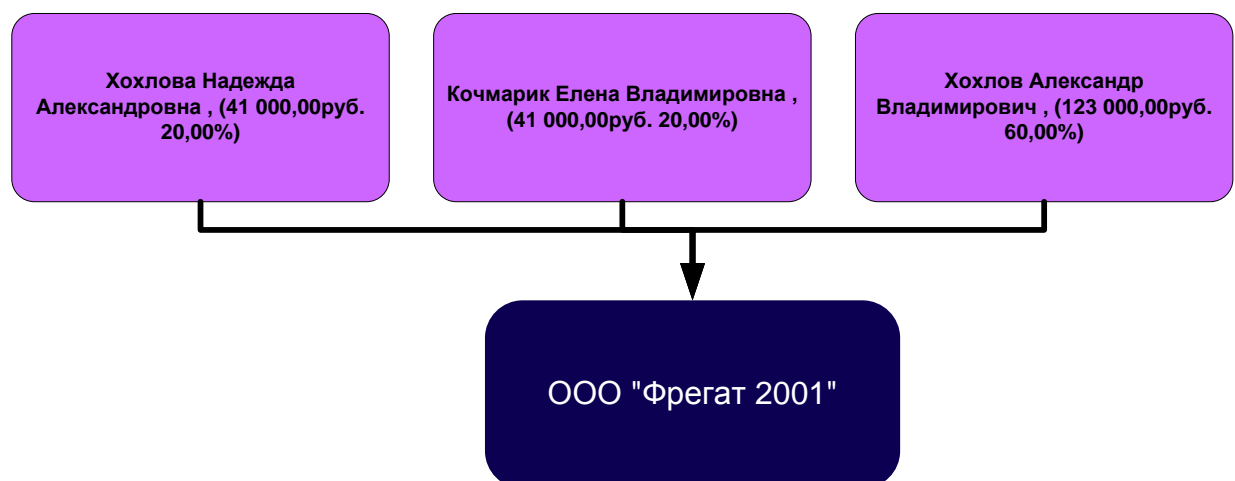 Хохлова Надежда
Александровна , (41 000,00руб.
20,00%)
Кочмарик Елена Владимировна ,
(41 000,00руб. 20,00%)
Хохлов Александр
Владимирович , (123 000,00руб.
60,00%)
ООО "Фрегат 2001"